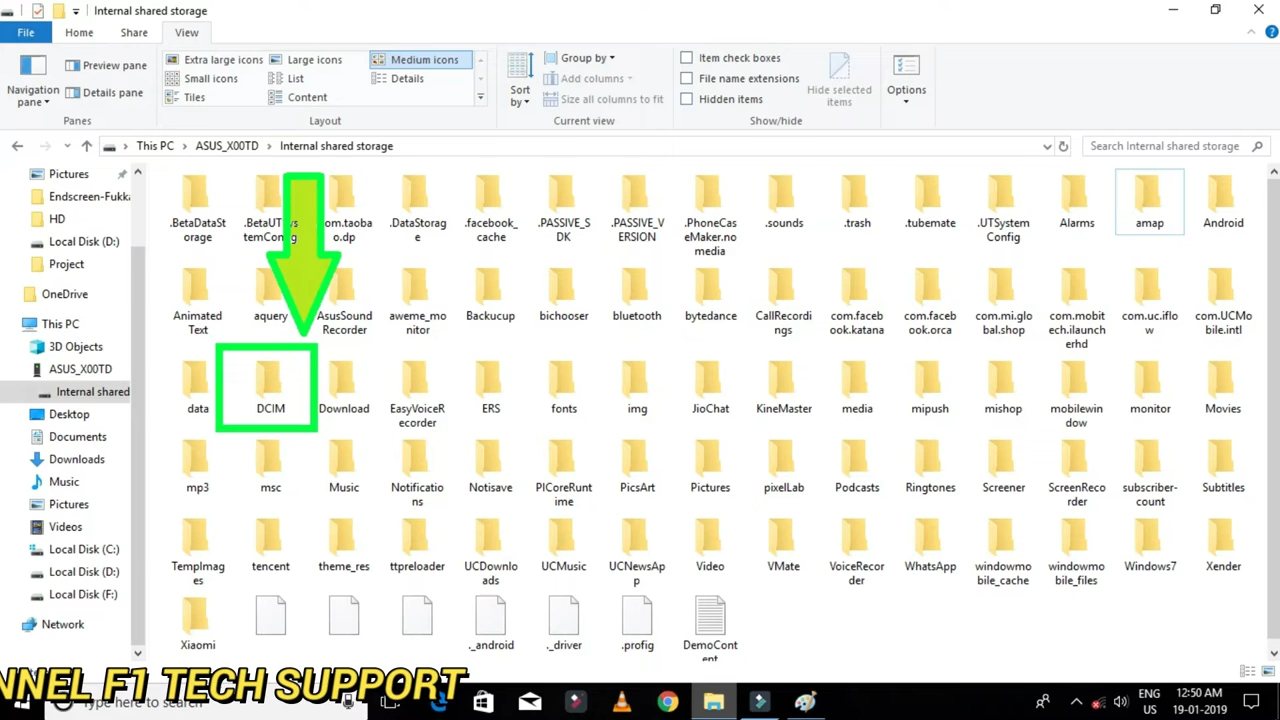 Internal shared storage
File Home Share View
Extra large icons Large icons Medium icons
Small icons List Details
Tiles Content
Preview pane
Details pane
Navigation pane
Panes
Layout
Sort by
Group by
Add columns
Size all columns to fit
Current view
Item check boxes
File name extensions
Hidden items
Hide selected items
Show/hide
Options
This PC > ASUS_X00TD > Internal shared storage
Search Internal shared storage
Pictures
Endscreen-Fukka
HD
Local Disk (D:)
Project
OneDrive
This PC
3D Objects
ASUS_X00TD
Internal shared
Desktop
Documents
Downloads
Music
Pictures
Videos
Local Disk (C:)
Local Disk (D:)
Local Disk (F:)
Network
.BetaDataStorage .DataStorage .facebook_cache .PASSIVE_SDK .PASSIVE_VERSION .PhoneCaseMaker.nomedia .sounds .trash .tubemate .UTSystemConfig Alarms amap Android
Animated Text aquery AsusSoundRecorder aweme_monitor Backucup bichooser bluetooth bytedance CallRecordings com.facebook.katana com.facebook.orca com.mi.global.shop com.mobitech.ilauncherhd com.uc.iflow com.UCMobile.intl
data DCIM Download EasyVoiceRecorder ERS fonts img JioChat KineMaster media mipush mishop mobilewindow monitor Movies
mp3 msc Music Notifications Notisave PICoreRuntime PicsArt Pictures pixelLab Podcasts Ringtones Screener ScreenRecorder subscriber-count Subtitles
TempImages tencent theme_res ttpreloader UCDownloads UCMusic UCNewsApp Video VMate VoiceRecorder WhatsApp windowmobile_cache windowmobile_files Windows7 Xender
Xiaomi ._android ._driver .profig DemoContent
NNEL F1 TECH SUPPORT
Type here to search
ENG
US
12:50 AM
19-01-2019